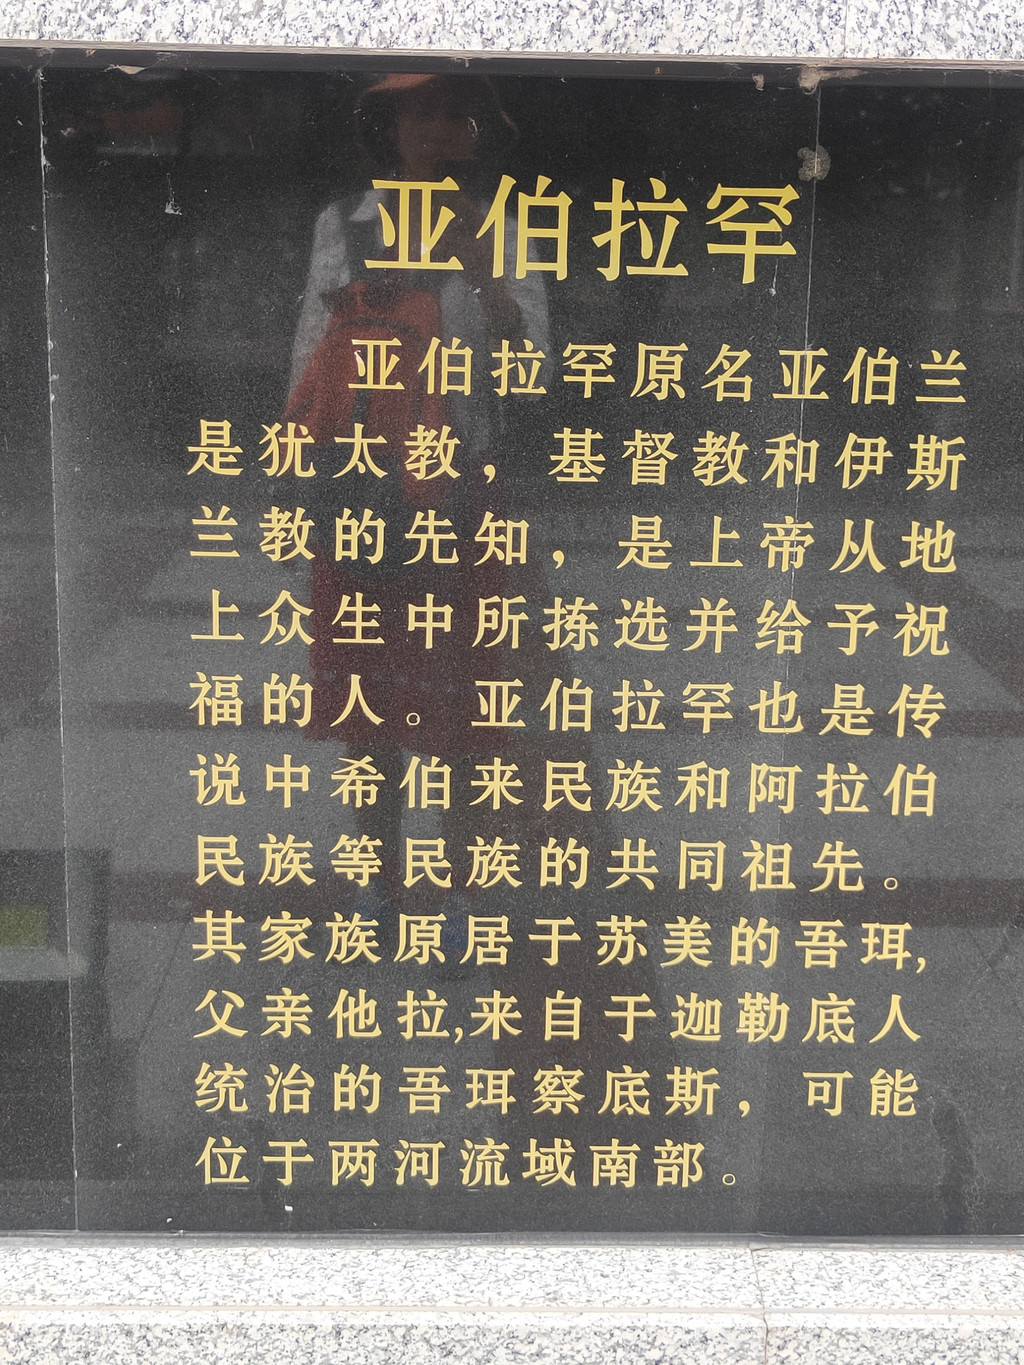 亚伯拉罕
亚伯拉罕原名亚伯兰
是犹太教，基督教和伊斯
兰教的先知，是上帝从地
上众生中所拣选并给予祝
福的人。亚伯拉罕也是传
说中希伯来民族和阿拉伯
民族等民族的共同祖先。
其家族原居于苏美的吾珥,
父亲他拉,来自于迦勒底人
统治的吾珥察底斯，可能
位于两河流域南部。